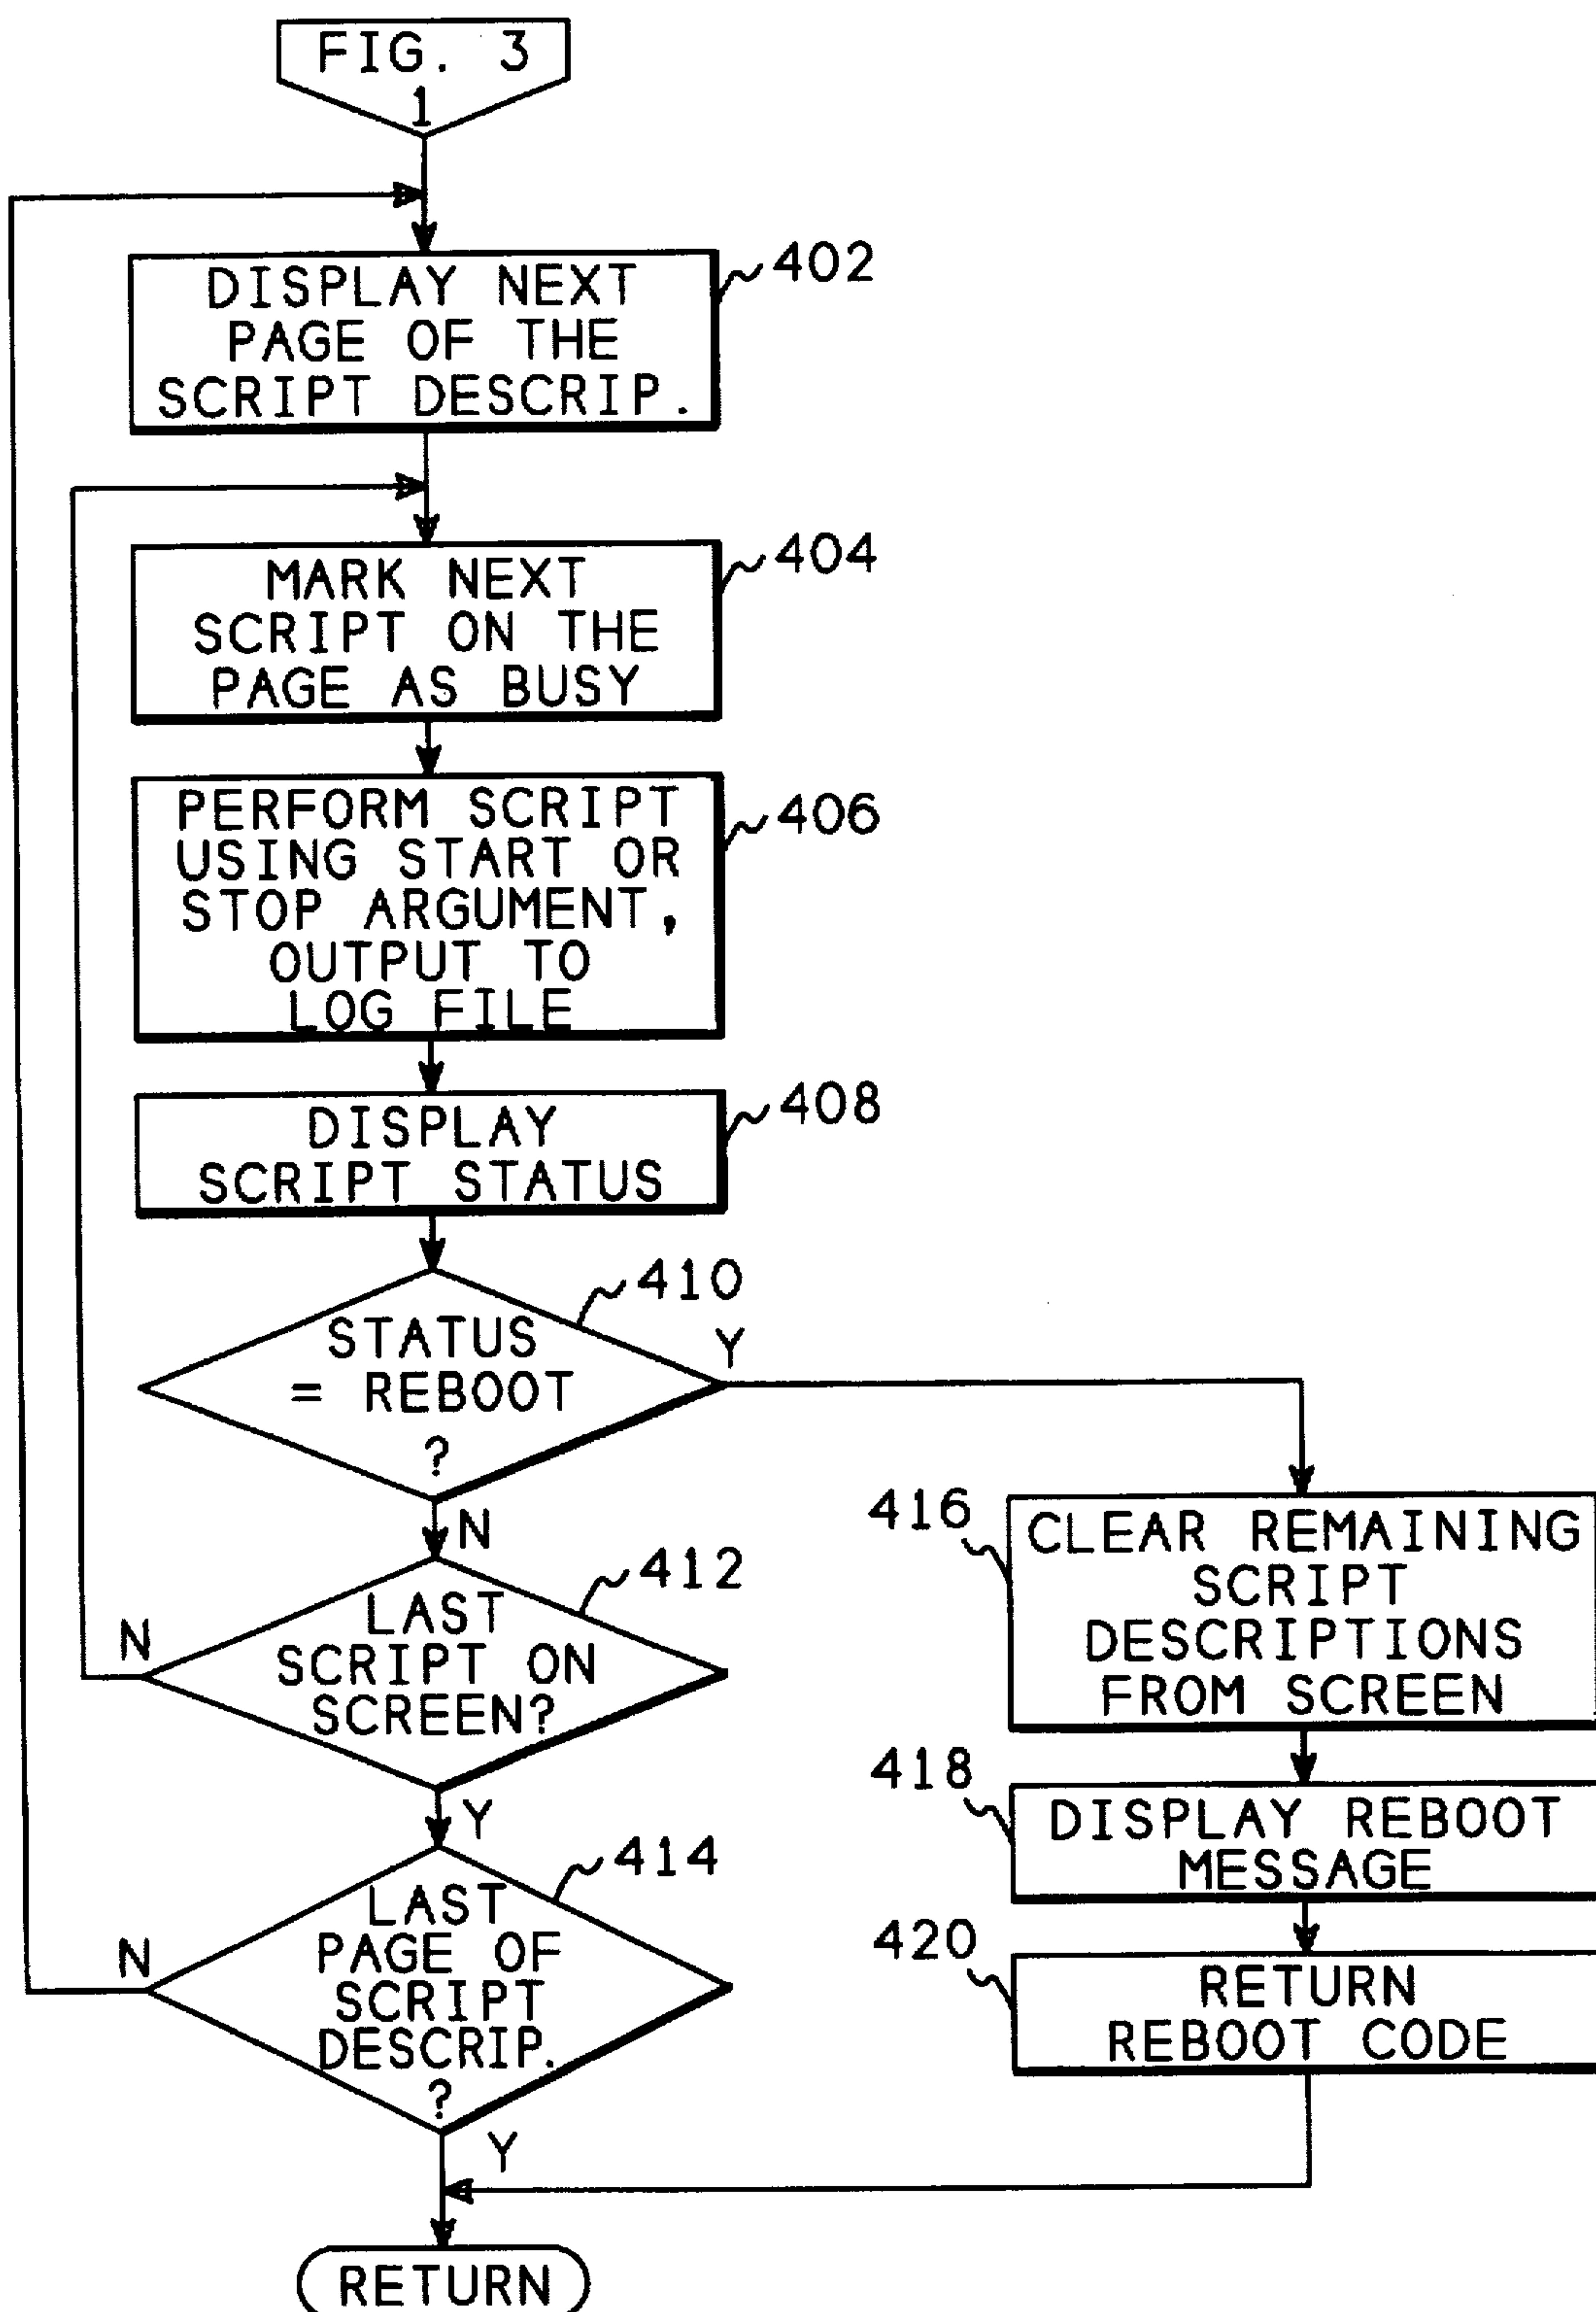 FIG. 3
1
402
DISPLAY NEXT
PAGE OF THE
SCRIPT DESCRIP.
404
MARK NEXT
SCRIPT ON THE
PAGE AS BUSY
406
PERFORM SCRIPT
USING START OR
STOP ARGUMENT,
OUTPUT TO
LOG FILE
408
DISPLAY
SCRIPT STATUS
410
STATUS
= REBOOT
?
Y
N
412
LAST
SCRIPT ON
SCREEN?
N
Y
414
LAST
PAGE OF
SCRIPT
DESCRIP.
?
N
Y
416
CLEAR REMAINING
SCRIPT
DESCRIPTIONS
FROM SCREEN
418
DISPLAY REBOOT
MESSAGE
420
RETURN
REBOOT CODE
RETURN